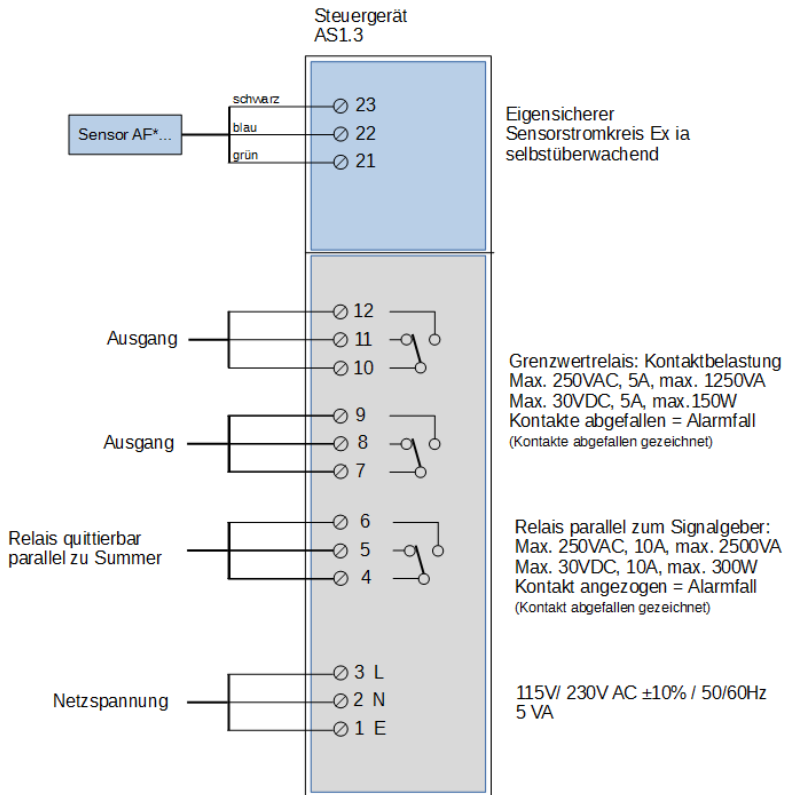 Steuergerät
AS1.3
Sensor AF*...
schwarz
blau
grün
23
22
21
Eigensicherer
Sensorstromkreis Ex ia
selbstüberwachend
Ausgang
12
11
10
Ausgang
9
8
7
Grenzwertrelais: Kontaktbelastung
Max. 250VAC, 5A, max. 1250VA
Max. 30VDC, 5A, max.150W
Kontakte abgefallen = Alarmfall
(Kontakte abgefallen gezeichnet)
Relais quittierbar
parallel zu Summer
6
5
4
Relais parallel zum Signalgeber:
Max. 250VAC, 10A, max. 2500VA
Max. 30VDC, 10A, max. 300W
Kontakt angezogen = Alarmfall
(Kontakt abgefallen gezeichnet)
Netzspannung
3 L
2 N
1 E
115V/ 230V AC ±10% / 50/60Hz
5 VA